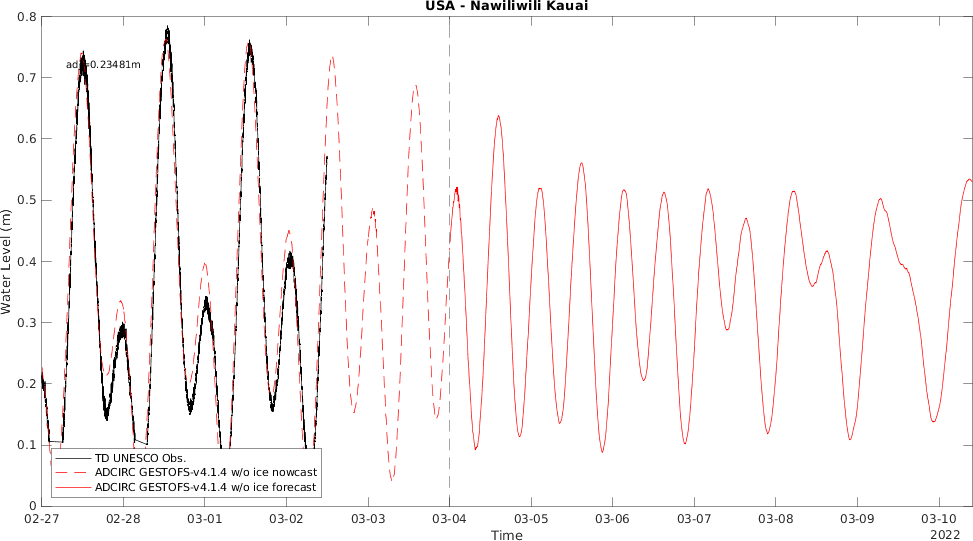 USA - Nawiliwili Kauai
0.8
0.7
0.6
0.5
0.4
0.3
0.2
0.1
0
Water Level (m)
=0.23481m
TD UNESCO Obs.
ADCIRC GESTOFS-v4.1.4 w/o ice nowcast
ADCIRC GESTOFS-v4.1.4 w/o ice forecast
02-27 02-28 03-01 03-02 03-03 03-04 03-05 03-06 03-07 03-08 03-09 03-10
Time 2022